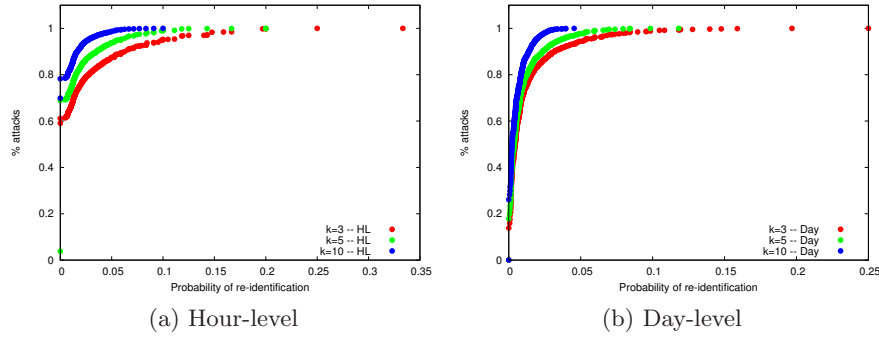 % attacks
1
0.8
0.6
0.4
0.2
0
0 0.05 0.1 0.15 0.2 0.25 0.3 0.35
Probability of re-identification
k=3 -- HL
k=5 -- HL
k=10 -- HL
(a) Hour-level
% attacks
1
0.8
0.6
0.4
0.2
0
0 0.05 0.1 0.15 0.2 0.25
Probability of re-identification
k=3 -- Day
k=5 -- Day
k=10 -- Day
(b) Day-level